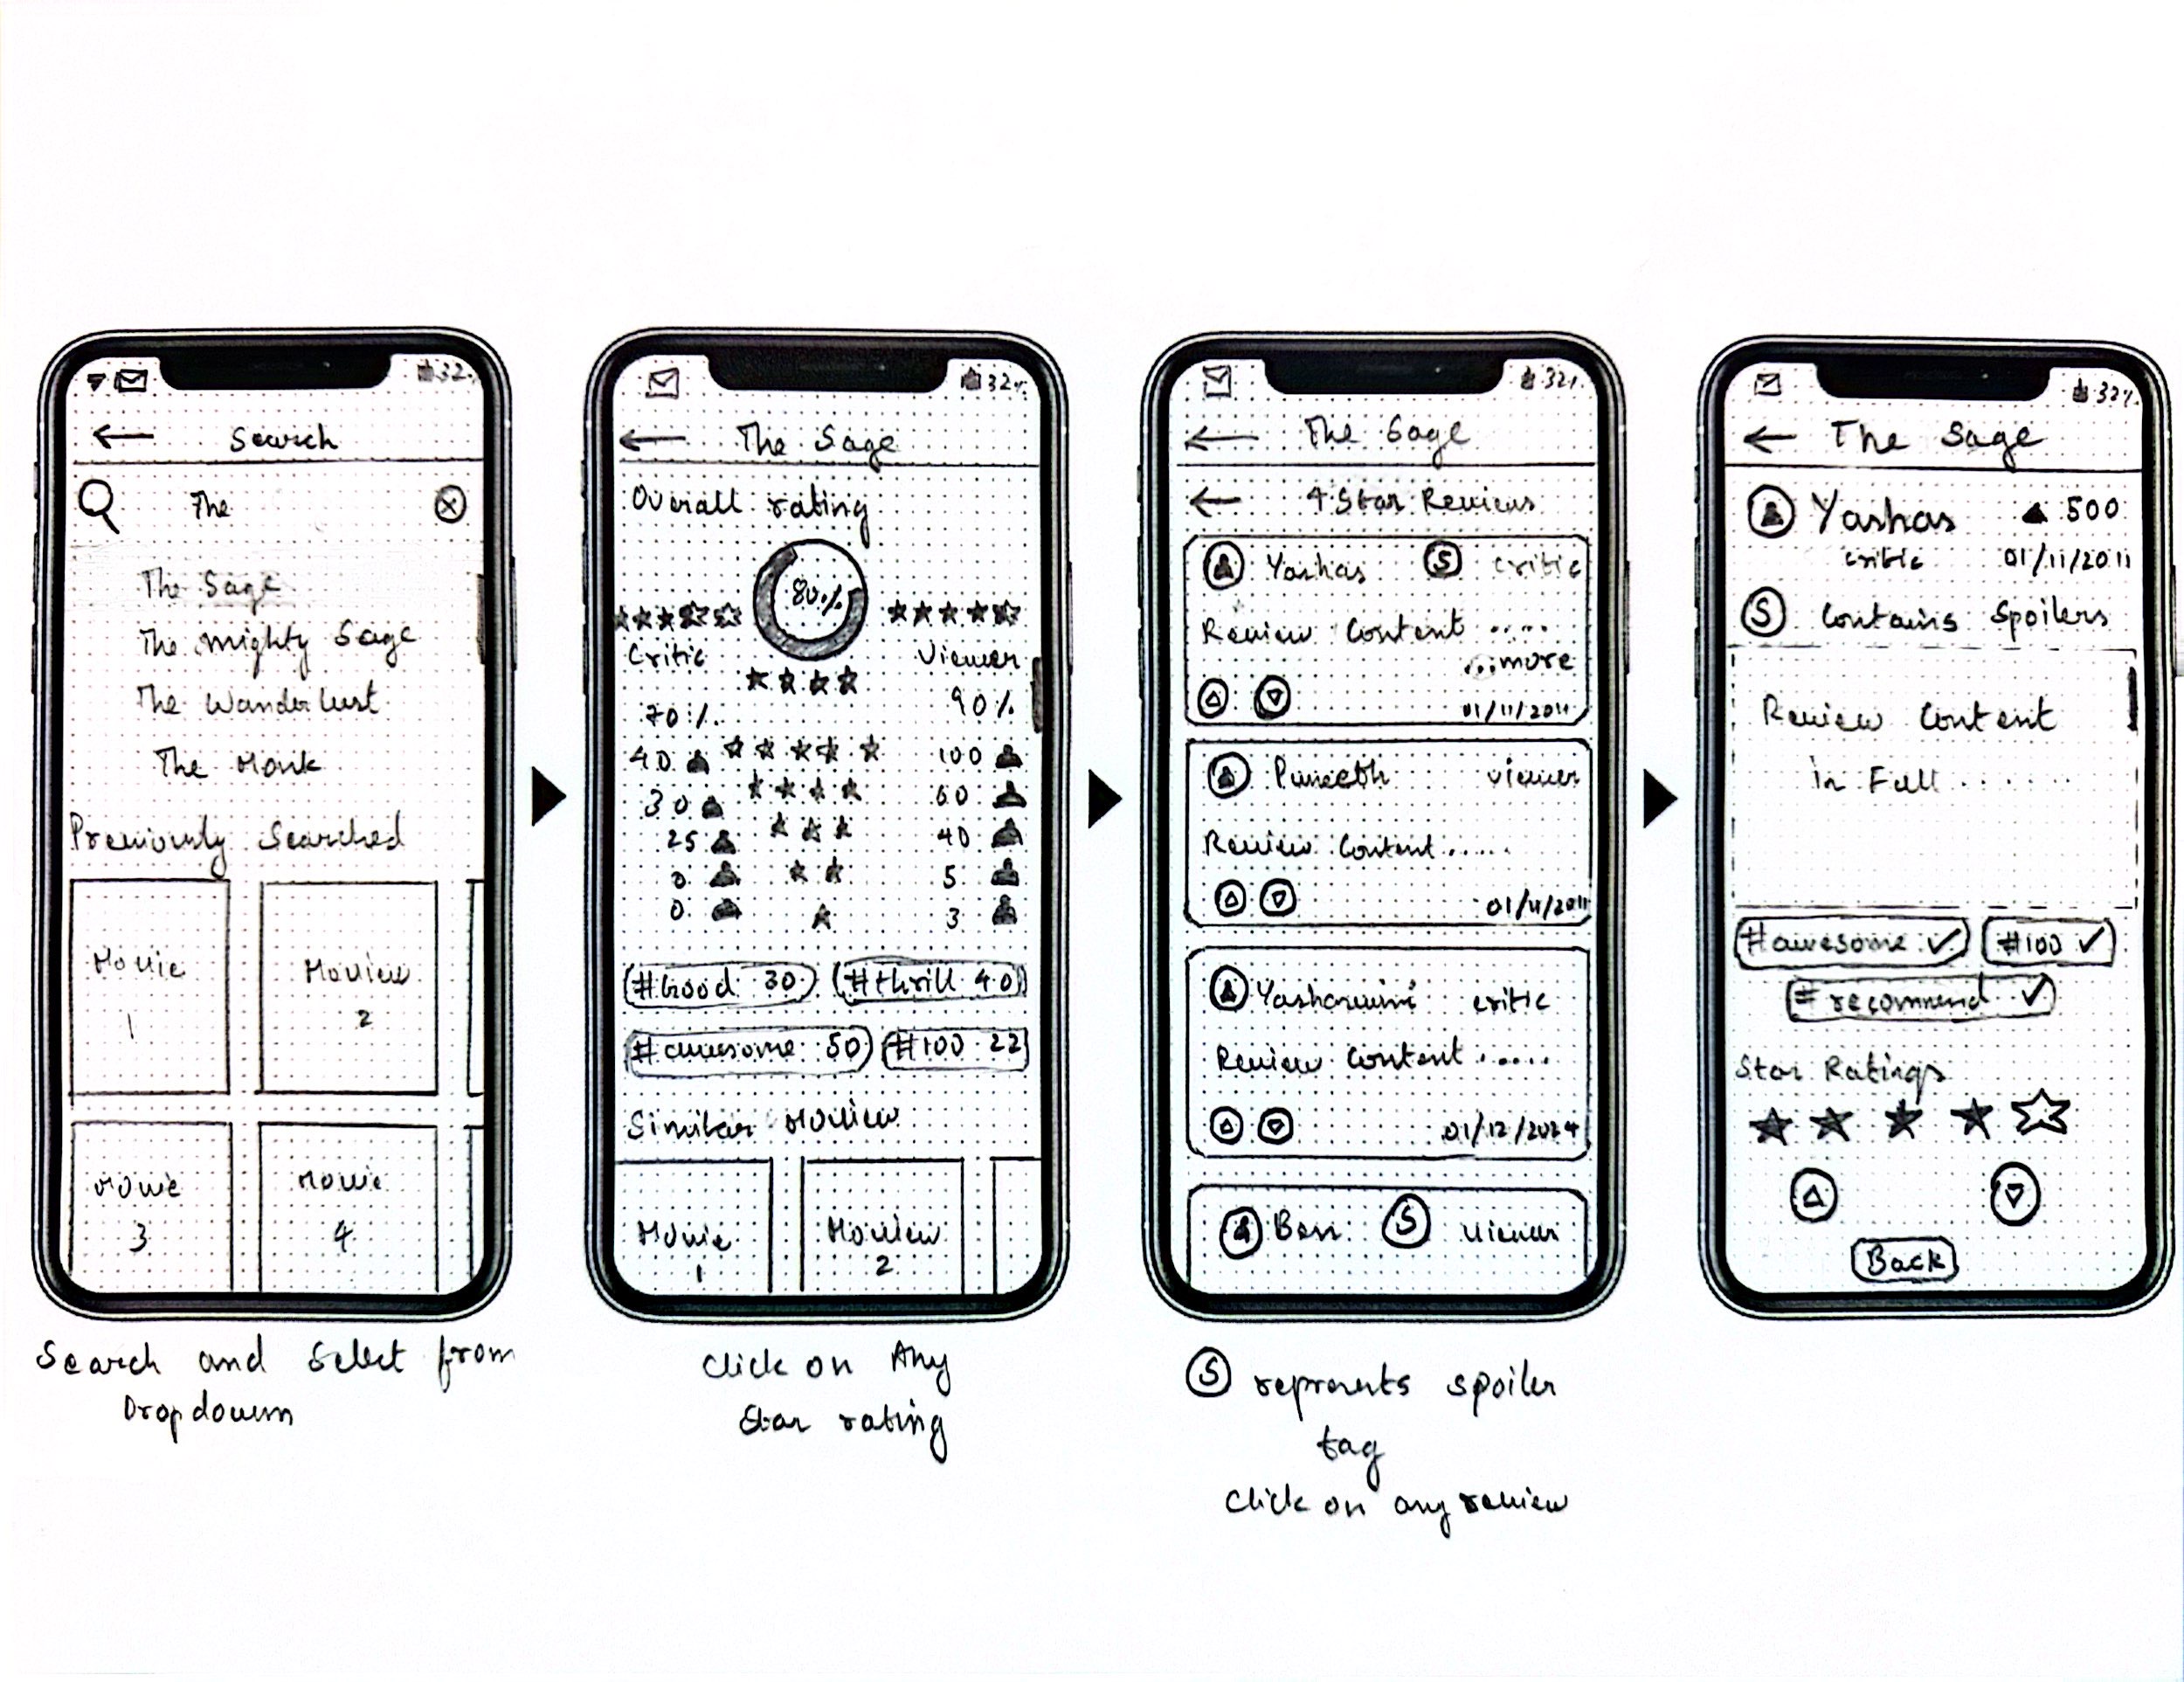 32%
Search
The
The Sage
The Mighty Sage
The Wanderlust
The Monk
Previously Searched
Movie 1
Movie 2
Movie 3
Movie 4
Search and Select from
Dropdown
32%
The Sage
Overall rating
80%
Critic
Viewer
70%
90%
40
100
30
60
25
40
0
5
0
3
#Good 30
#thrill 40
#awesome 50
#100 22
Similar Movies
Movie 1
Movie 2
Click on Any
Star rating
32%
The Sage
4 Star Reviews
Yashas S critic
Review Content .....
...more
01/11/2011
Puneeth viewer
Review Content......
01/11/2011
Yashaswini critic
Review Content .....
01/12/2024
Ben S viewer
S represents spoiler
tag
Click on any review
32%
The Sage
Yashas 500
critic 01/11/2011
S Contains Spoilers
Review Content
in Full
#awesome ✓
#100 ✓
#recommend ✓
Star Ratings
Back